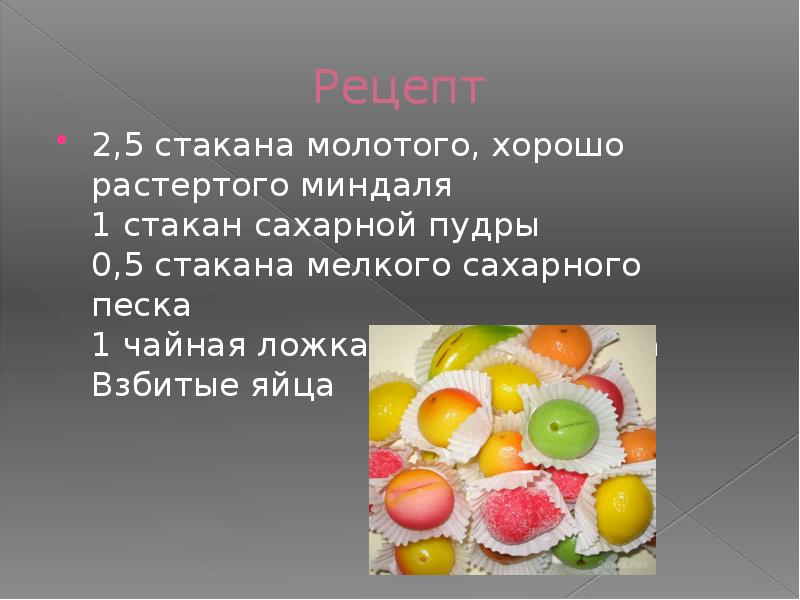 Рецепт
2,5 стакана молотого, хорошо
растертого миндаля
1 стакан сахарной пудры
0,5 стакана мелкого сахарного
песка
1 чайная ложка
Взбитые яйца